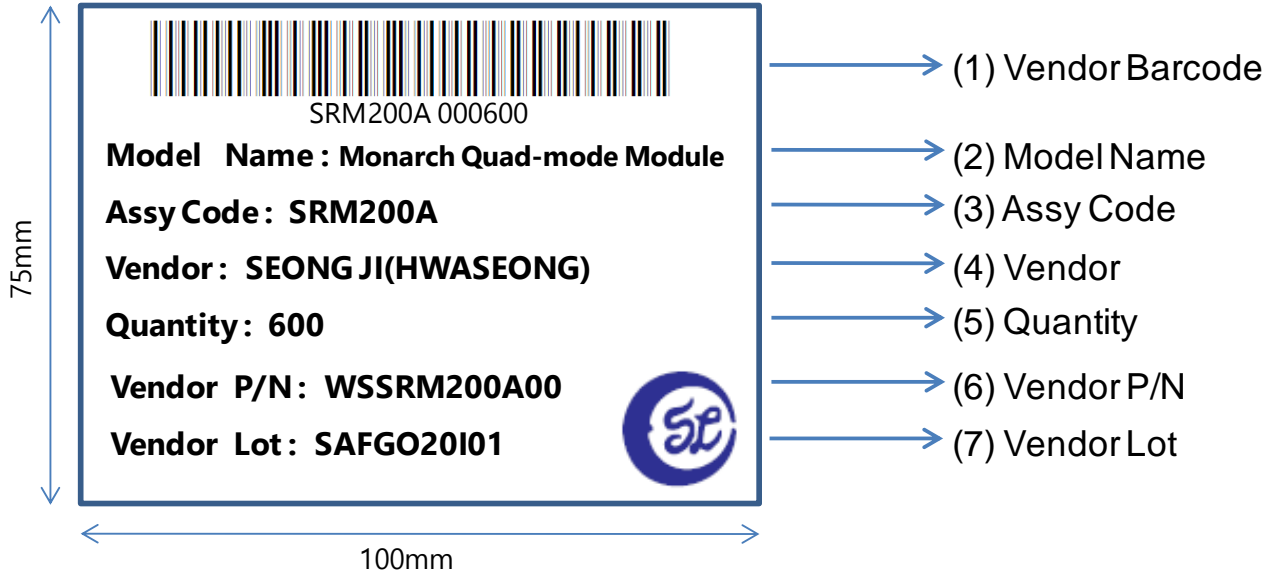 SRM200A 000600
(1) Vendor Barcode
Model Name : Monarch Quad-mode Module
(2) Model Name
Assy Code : SRM200A
(3) Assy Code
Vendor : SEONG JI(HWASEONG)
(4) Vendor
Quantity : 600
(5) Quantity
Vendor P/N : WSSRM200A00
(6) Vendor P/N
Vendor Lot : SAFGO20I01
(7) Vendor Lot
75mm
100mm